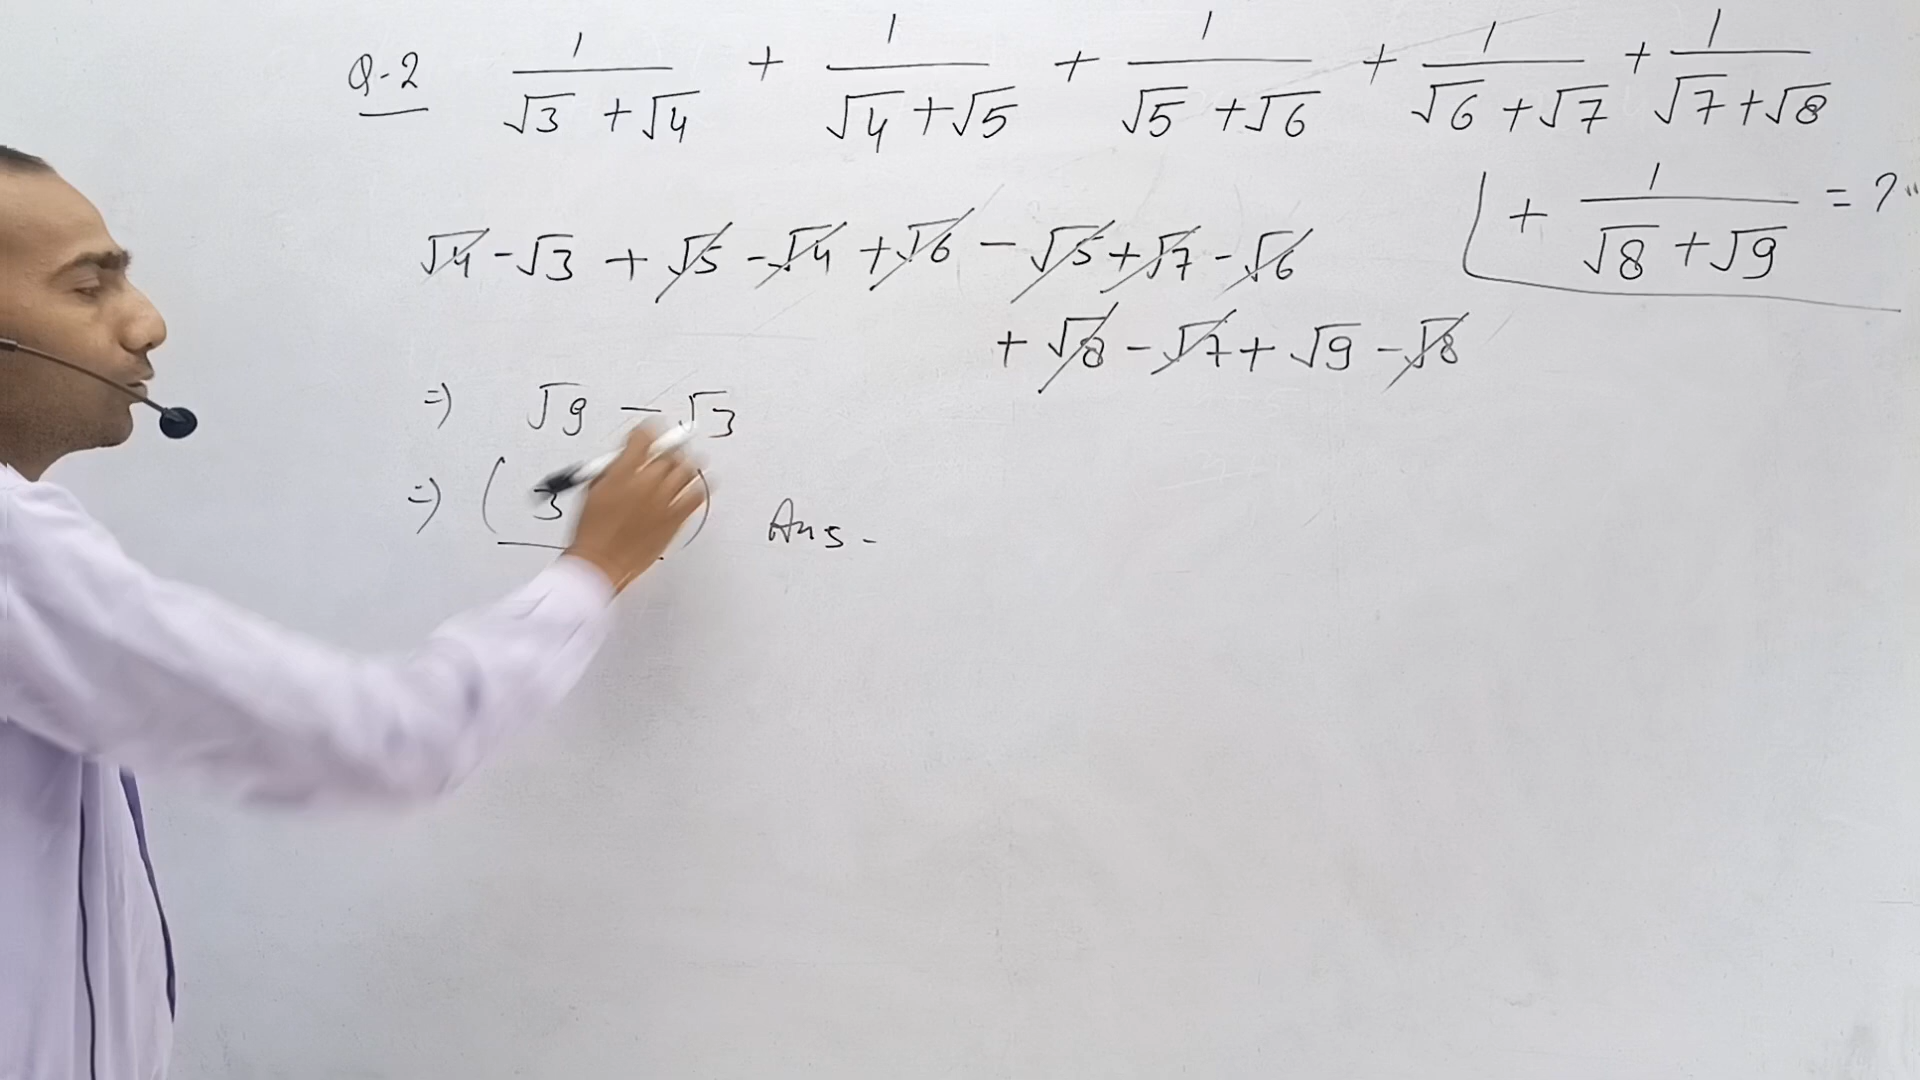 Q-2 1/(√3 + √4) + 1/(√4 + √5) + 1/(√5 + √6) + 1/(√6 + √7) + 1/(√7 + √8)
+ 1/(√8 + √9) = ?
√4 - √3 + √5 - √4 + √6 - √5 + √7 - √6
+ √8 - √7 + √9 - √8
⇒ √9 - √3
⇒ (3 ) Ans -